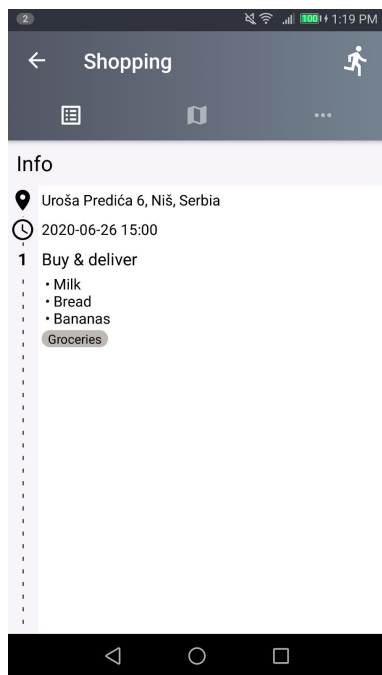 2
100
1:19 PM
Shopping
Info
Uroša Predića 6, Niš, Serbia
2020-06-26 15:00
1 Buy & deliver
• Milk
• Bread
• Bananas
Groceries